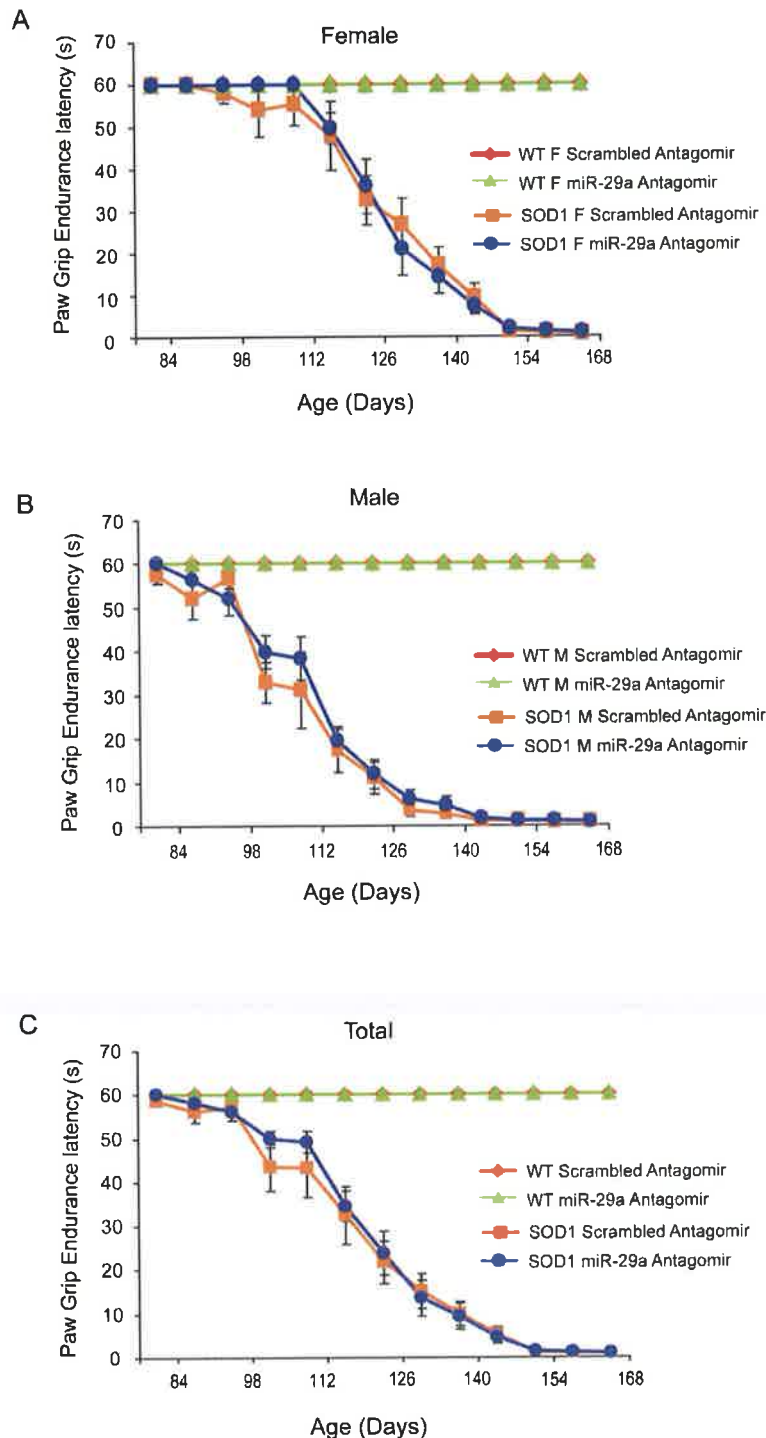 A
Female
Paw Grip Endurance latency (s)
70
60
50
40
30
20
10
0
84 98 112 126 140 154 168
Age (Days)
WT F Scrambled Antagomir
WT F miR-29a Antagomir
SOD1 F Scrambled Antagomir
SOD1 F miR-29a Antagomir
B
Male
Paw Grip Endurance latency (s)
70
60
50
40
30
20
10
0
84 98 112 126 140 154 168
Age (Days)
WT M Scrambled Antagomir
WT M miR-29a Antagomir
SOD1 M Scrambled Antagomir
SOD1 M miR-29a Antagomir
C
Total
Paw Grip Endurance latency (s)
70
60
50
40
30
20
10
0
84 98 112 126 140 154 168
Age (Days)
WT Scrambled Antagomir
WT miR-29a Antagomir
SOD1 Scrambled Antagomir
SOD1 miR-29a Antagomir